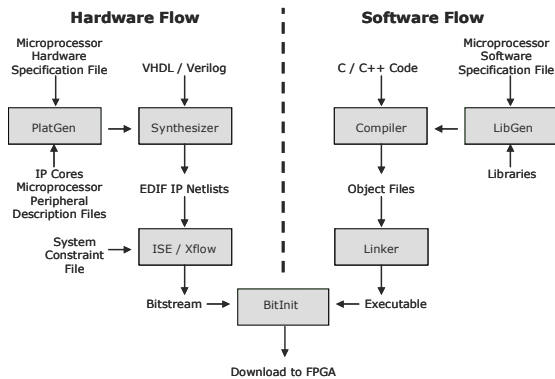 Hardware Flow
Software Flow
Microprocessor
Hardware
Specification File
VHDL / Verilog
C / C++ Code
Microprocessor
Software
Specification File
PlatGen
Synthesizer
Compiler
LibGen
IP Cores
Microprocessor
Peripheral
Description Files
EDIF IP Netlists
Object Files
Libraries
System
Constraint
File
ISE / Xflow
Linker
Bitstream
BitInit
Executable
Download to FPGA